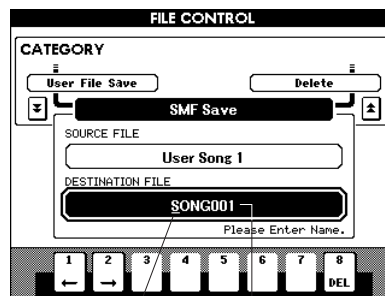 FILE CONTROL
CATEGORY
User File Save Delete
SMF Save
SOURCE FILE
User Song 1
DESTINATION FILE
SONG001
Please Enter Name.
1 2 3 4 5 6 7 8
← → DEL